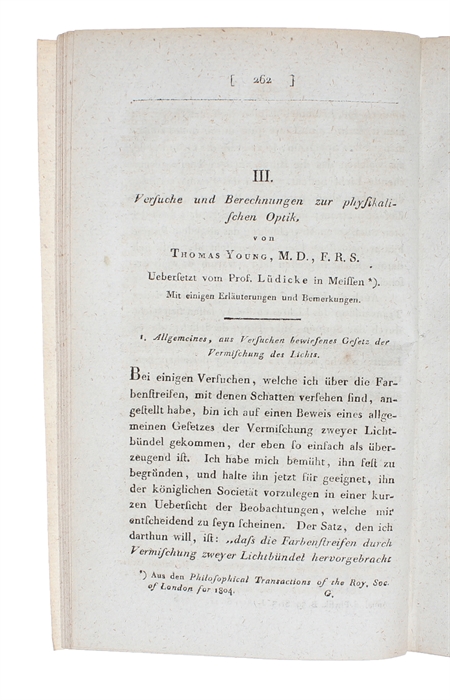 [ 262 ]
III.
Verſuche und Berechnungen zur phyſikali-
ſchen Optik,
von
Thomas Young, M. D., F. R. S.
Ueberſetzt vom Prof. Lüdicke in Meiſſen *).
Mit einigen Erläuterungen und Bemerkungen.
1. Allgemeines, aus Verſuchen bewieſenes Geſetz der
Vermiſchung des Lichts.
Bei einigen Verſuchen, welche ich über die Far-
benſtreifen, mit denen Schatten verſehen ſind, an-
geſtellt habe, bin ich auf einen Beweis eines allge-
meinen Geſetzes der Vermiſchung zweyer Licht-
bündel gekommen, der eben ſo einfach als über-
zeugend iſt. Ich habe mich bemüht, ihn feſt zu
begründen, und halte ihn jetzt für geeignet, ihn
der königlichen Societät vorzulegen in einer kur-
zen Ueberſicht der Beobachtungen, welche mir
entſcheidend zu ſeyn ſcheinen. Der Satz, den ich
darthun will, iſt: „daſs die Farbenſtreifen durch
Vermiſchung zweyer Lichtbündel hervorgebracht
*) Aus den Philoſophical Transactions of the Roy. Soc.
of London for 1804. G.